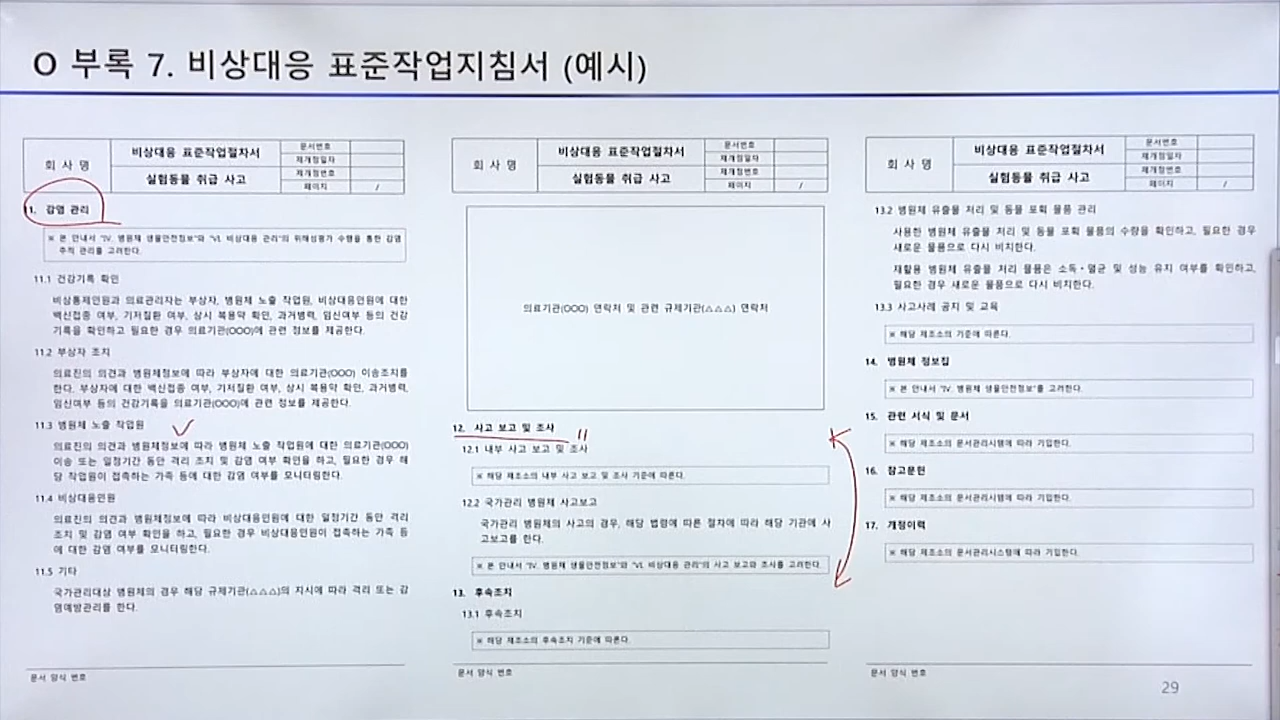 O 부록 7. 비상대응 표준작업지침서 (예시)
회 사 명
비상대응 표준작업절차서
실험동물 취급 사고
문서번호
제개정일자
제개정번호
페이지 /
11. 감염 관리
※ 본 안내서 "Ⅳ. 병원체 생물안전정보"와 "Ⅵ. 비상대응 관리"의 위해성평가 수행을 통한 감염
추적 관리를 고려한다.
11.1 건강기록 확인
비상통제인원과 의료관리자는 부상자, 병원체 노출 작업원, 비상대응인원에 대한
백신접종 여부, 기저질환 여부, 상시 복용약 확인, 과거병력, 임신여부 등의 건강
기록을 확인하고 필요한 경우 의료기관(OOO)에 관련 정보를 제공한다.
11.2 부상자 조치
의료진의 의견과 병원체정보에 따라 부상자에 대한 의료기관(OOO) 이송조치를
한다. 부상자에 대한 백신접종 여부, 기저질환 여부, 상시 복용약 확인, 과거병력,
임신여부 등의 건강기록을 의료기관(OOO)에 관련 정보를 제공한다.
11.3 병원체 노출 작업원
의료진의 의견과 병원체정보에 따라 병원체 노출 작업원에 대한 의료기관(OOO)
이송 또는 일정기간 동안 격리 조치 및 감염 여부 확인을 하고, 필요한 경우 해
당 작업원이 접촉하는 가족 등에 대한 감염 여부를 모니터링한다.
11.4 비상대응인원
의료진의 의견과 병원체정보에 따라 비상대응인원에 대한 일정기간 동안 격리
조치 및 감염 여부 확인을 하고, 필요한 경우 비상대응인원이 접촉하는 가족 등
에 대한 감염 여부를 모니터링한다.
11.5 기타
국가관리대상 병원체의 경우 해당 규제기관(△△△)의 지시에 따라 격리 또는 감
염예방관리를 한다.
문서 양식 번호
회 사 명
비상대응 표준작업절차서
실험동물 취급 사고
문서번호
제개정일자
제개정번호
페이지 /
의료기관(OOO) 연락처 및 관련 규제기관(△△△) 연락처
12. 사고 보고 및 조사
12.1 내부 사고 보고 및 조사
※ 해당 제조소의 내부 사고 보고 및 조사 기준에 따른다.
12.2 국가관리 병원체 사고보고
국가관리 병원체의 사고의 경우, 해당 법령에 따른 절차에 따라 해당 기관에 사
고보고를 한다.
※ 본 안내서 "Ⅳ. 병원체 생물안전정보"와 "Ⅵ. 비상대응 관리"의 사고 보고와 조사를 고려한다.
13. 후속조치
13.1 후속조치
※ 해당 제조소의 후속조치 기준에 따른다.
문서 양식 번호
회 사 명
비상대응 표준작업절차서
실험동물 취급 사고
문서번호
제개정일자
제개정번호
페이지 /
13.2 병원체 유출물 처리 및 동물 포획 물품 관리
사용한 병원체 유출물 처리 및 동물 포획 물품의 수량을 확인하고, 필요한 경우
새로운 물품으로 다시 비치한다.
재활용 병원체 유출물 처리 물품은 소독・멸균 및 성능 유지 여부를 확인하고,
필요한 경우 새로운 물품으로 다시 비치한다.
13.3 사고사례 공지 및 교육
※ 해당 제조소의 기준에 따른다.
14. 병원체 정보집
※ 본 안내서 "Ⅳ. 병원체 생물안전정보"를 고려한다.
15. 관련 서식 및 문서
※ 해당 제조소의 문서관리시스템에 따라 기입한다.
16. 참고문헌
※ 해당 제조소의 문서관리시스템에 따라 기입한다.
17. 개정이력
※ 해당 제조소의 문서관리시스템에 따라 기입한다.
문서 양식 번호
29